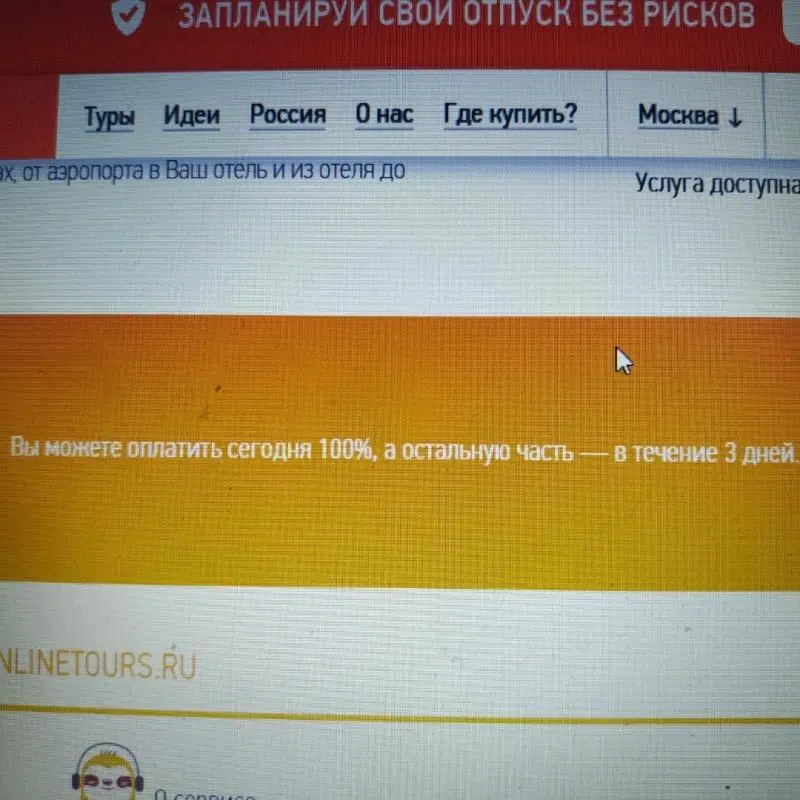 ЗАПЛАНИРУЙ СВОЙ ОТПУСК БЕЗ РИСКОВ
Туры Идеи Россия О нас Где купить? Москва ↓
ах, от аэропорта в Ваш отель и из отеля до
Услуга доступна
Вы можете оплатить сегодня 100%, а остальную часть — в течение 3 дней.
NLINETOURS.RU
О сервисе